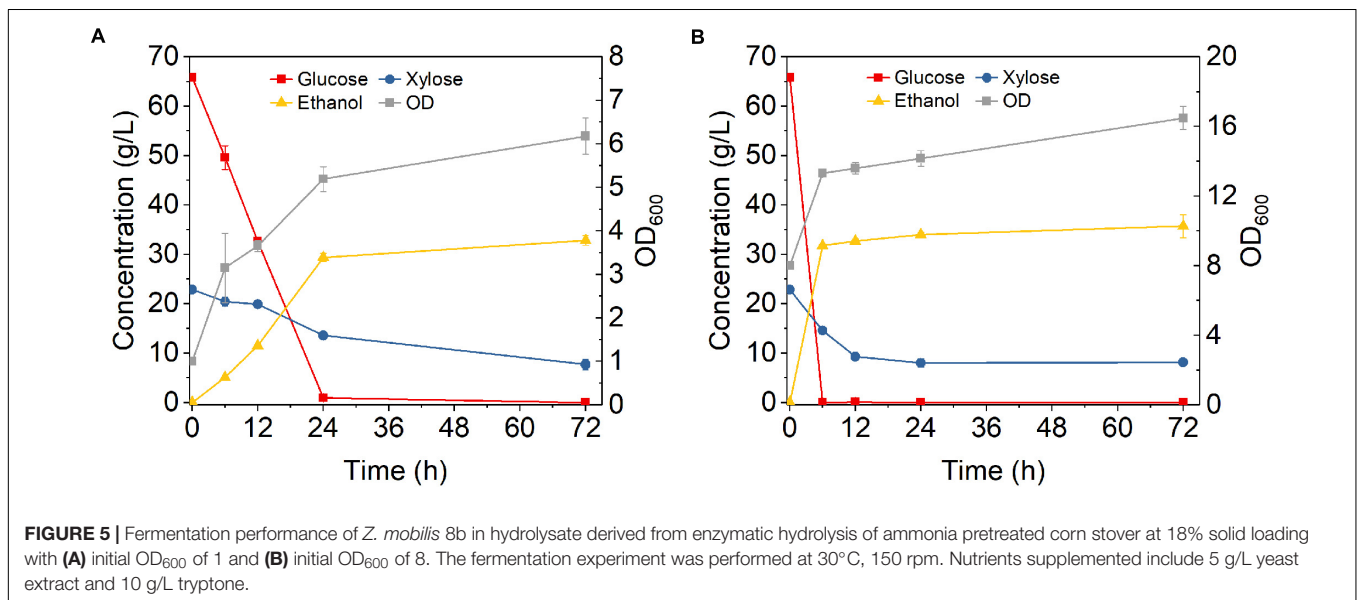 A
B
70
60
50
40
30
20
10
0
Concentration (g/L)
Glucose Xylose
Ethanol OD
8
7
6
5
4
3
2
1
0
OD600
0 12 24 36 48 60 72
Time (h)
70
60
50
40
30
20
10
0
Concentration (g/L)
Glucose Xylose
Ethanol OD
20
16
12
8
4
0
OD600
0 12 24 36 48 60 72
Time (h)
FIGURE 5 | Fermentation performance of Z. mobilis 8b in hydrolysate derived from enzymatic hydrolysis of ammonia pretreated corn stover at 18% solid loading
with (A) initial OD600 of 1 and (B) initial OD600 of 8. The fermentation experiment was performed at 30°C, 150 rpm. Nutrients supplemented include 5 g/L yeast
extract and 10 g/L tryptone.